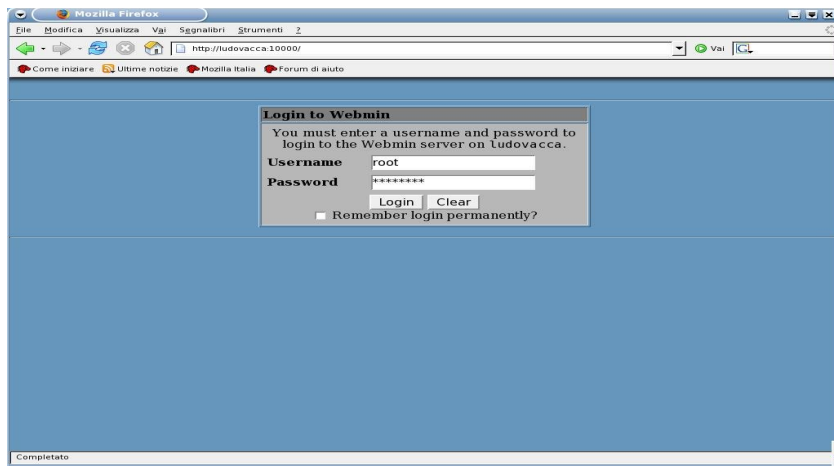 Mozilla Firefox
File Modifica Visualizza Vai Segnalibri Strumenti ?
http://ludovacca:10000/ Vai G
Come iniziare Ultime notizie Mozilla Italia Forum di aiuto
Login to Webmin
You must enter a username and password to
login to the Webmin server on ludovacca.
Username root
Password ********
Login Clear
Remember login permanently?
Completato